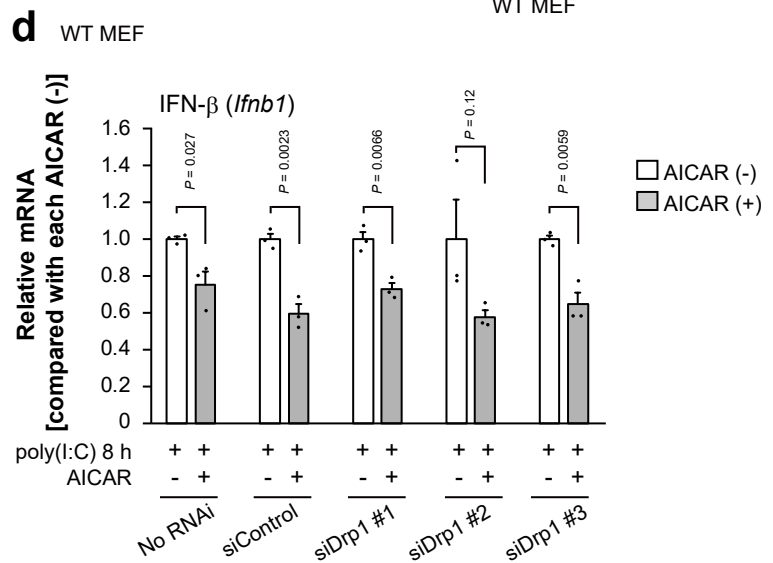 WT MEF
d WT MEF
IFN-β (Ifnb1)
Relative mRNA
[compared with each AICAR (-)]
1.6
1.4
1.2
1.0
0.8
0.6
0.4
0.2
0
P = 0.027
P = 0.0023
P = 0.0066
P = 0.12
P = 0.0059
AICAR (-)
AICAR (+)
poly(I:C) 8 h + + + + + + + + + +
AICAR - + - + - + - + - +
No RNAi
siControl
siDrp1 #1
siDrp1 #2
siDrp1 #3